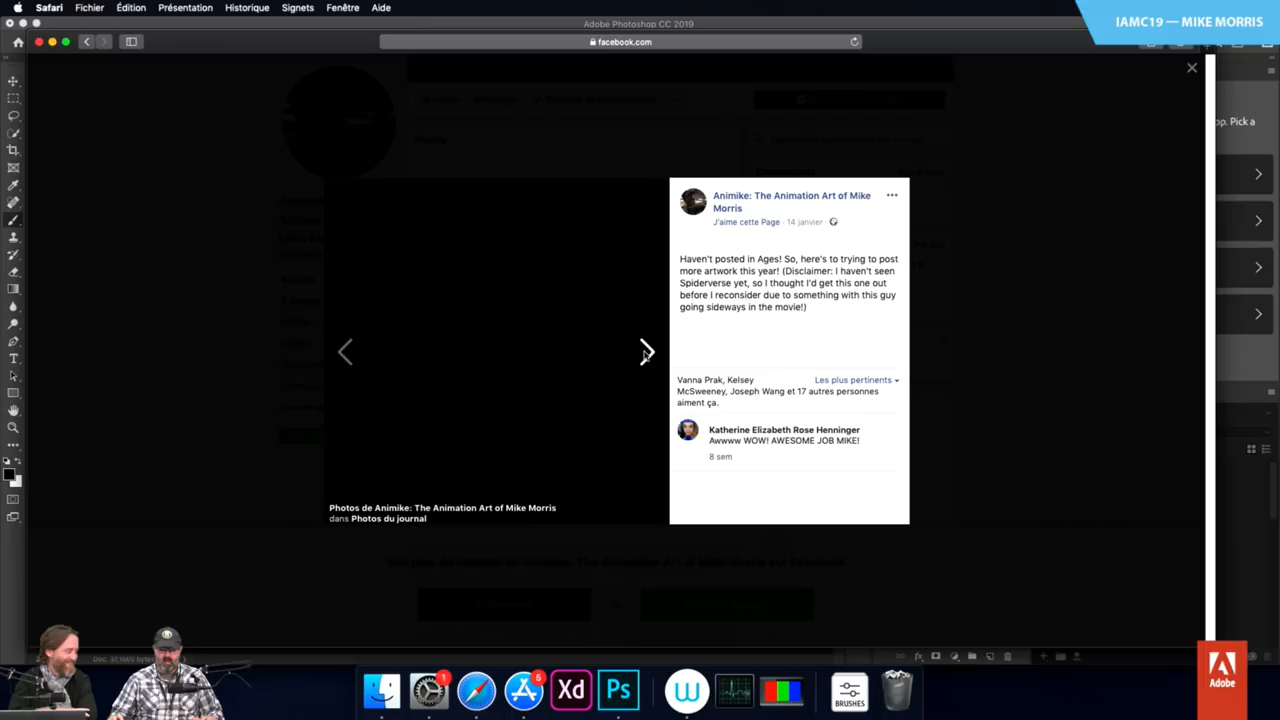 Safari Fichier Édition Présentation Historique Signets Fenêtre Aide
IAMC19 — MIKE MORRIS
Adobe Photoshop CC 2019
facebook.com
op. Pick a
Animike: The Animation Art of Mike
Morris
J'aime cette Page · 14 janvier ·
Haven't posted in Ages! So, here's to trying to post
more artwork this year! (Disclaimer: I haven't seen
Spiderverse yet, so I thought I'd get this one out
before I reconsider due to something with this guy
going sideways in the movie!)
Vanna Prak, Kelsey
Les plus pertinents
McSweeney, Joseph Wang et 17 autres personnes
aiment ça.
Katherine Elizabeth Rose Henninger
Awwww WOW! AWESOME JOB MIKE!
8 sem
Photos de Animike: The Animation Art of Mike Morris
dans Photos du journal
1
5
Xd
Ps
BRUSHES
Adobe